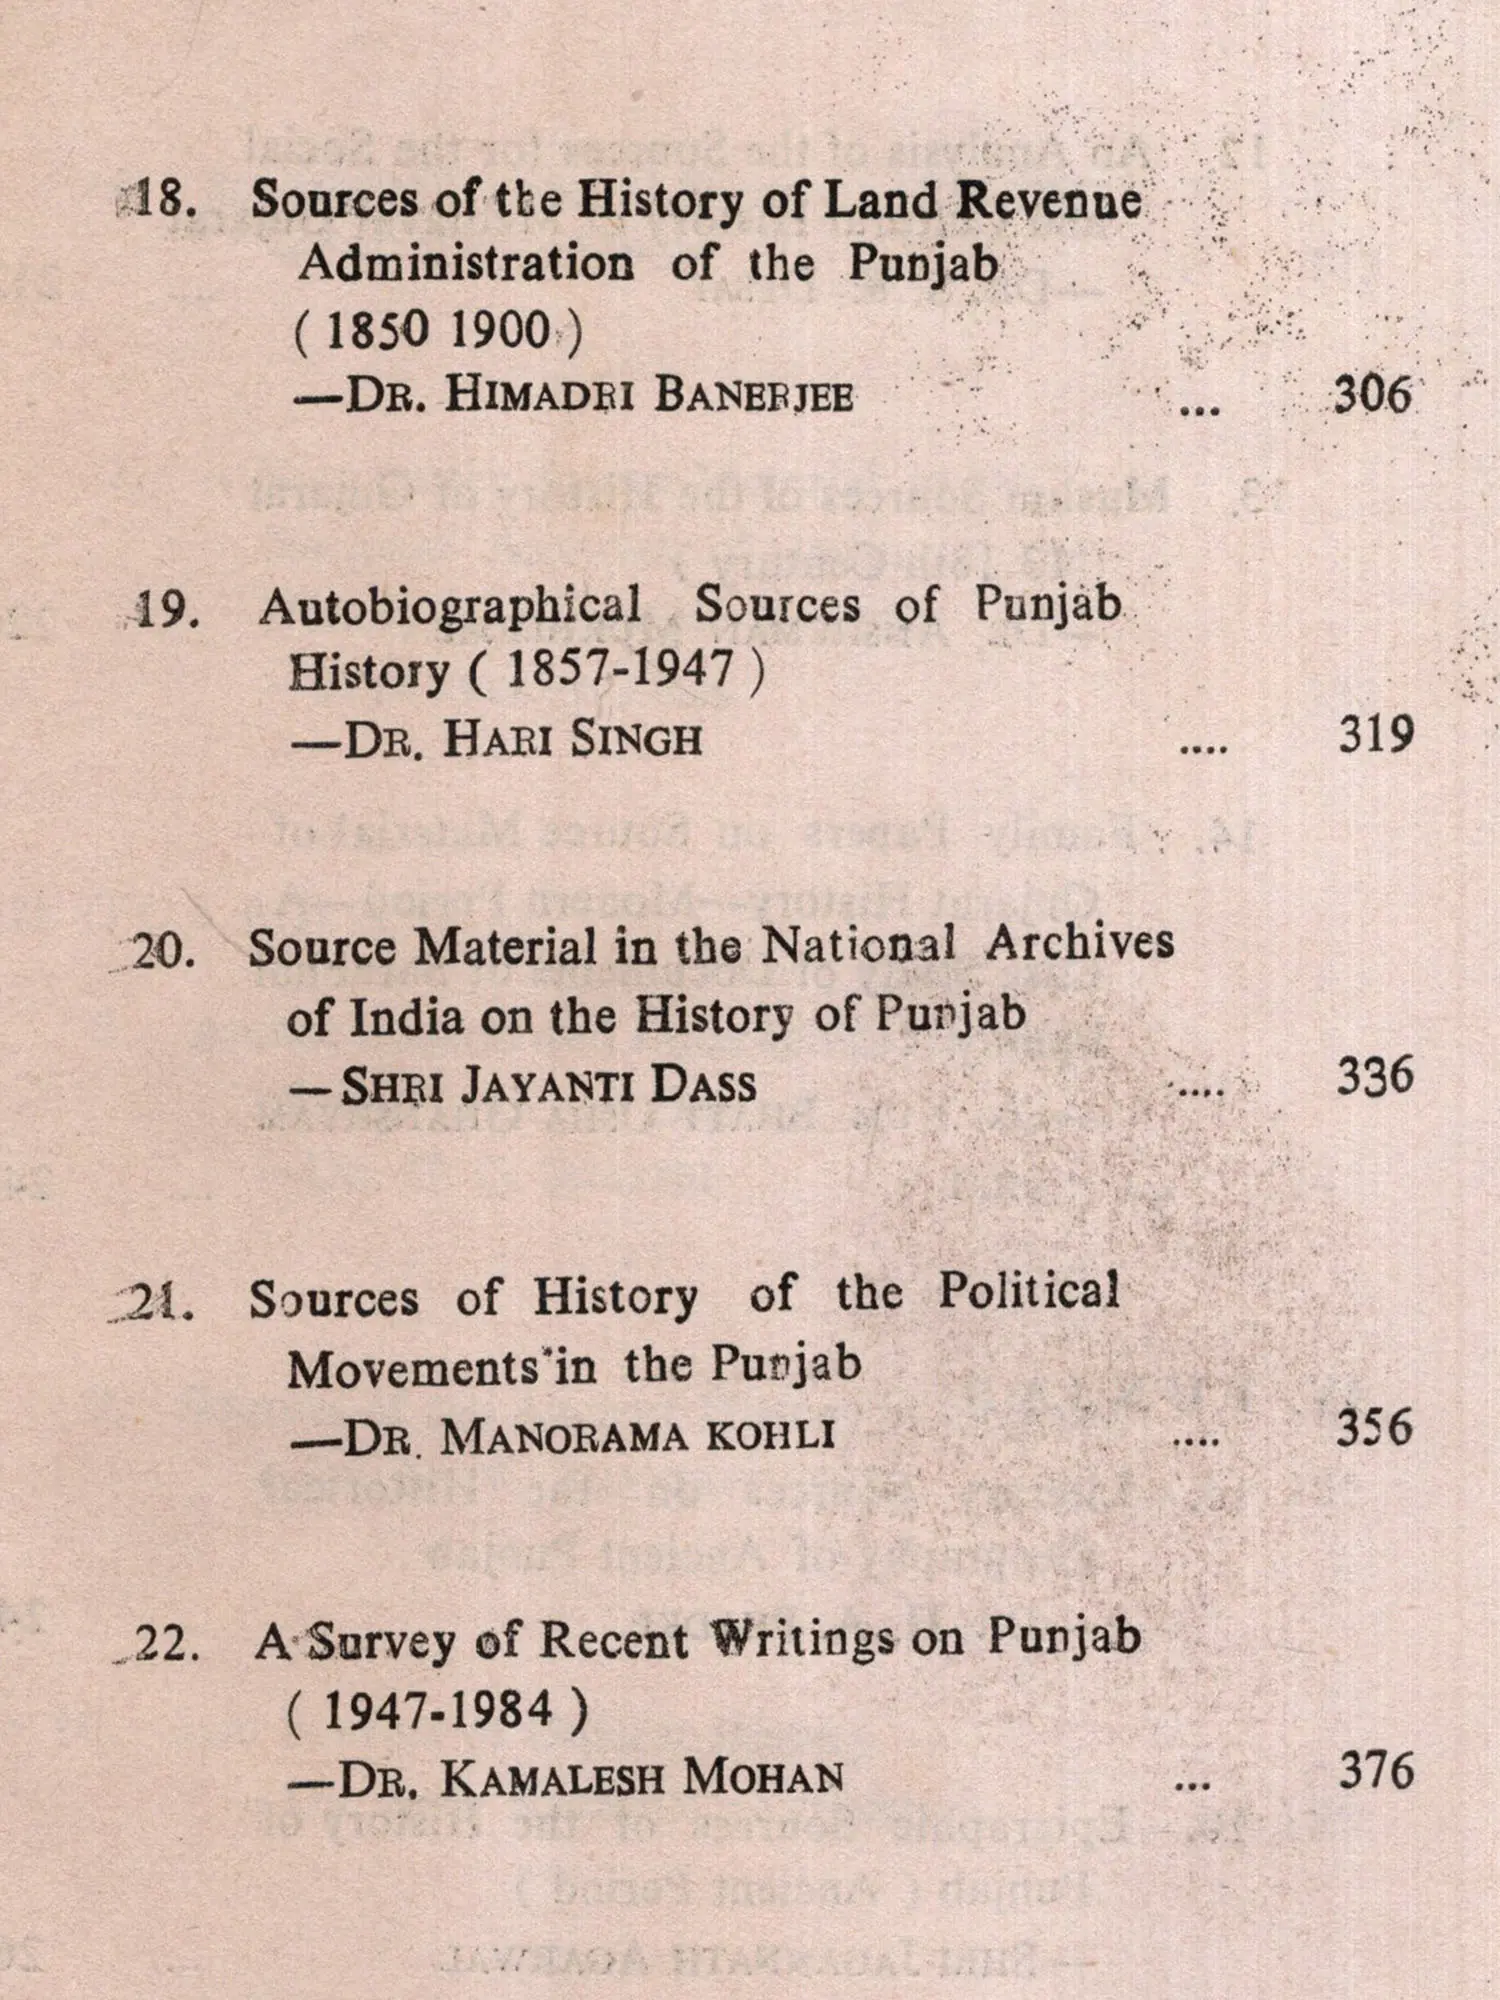 18. Sources of the History of Land Revenue
Administration of the Punjab
( 1850 1900 )
—DR. HIMADRI BANERJEE ... 306
19. Autobiographical Sources of Punjab
History ( 1857-1947 )
—DR. HARI SINGH .... 319
20. Source Material in the National Archives
of India on the History of Punjab
—SHRI JAYANTI DASS .... 336
21. Sources of History of the Political
Movements in the Punjab
—DR. MANORAMA KOHLI .... 356
22. A Survey of Recent Writings on Punjab
( 1947-1984 )
—DR. KAMALESH MOHAN ... 376